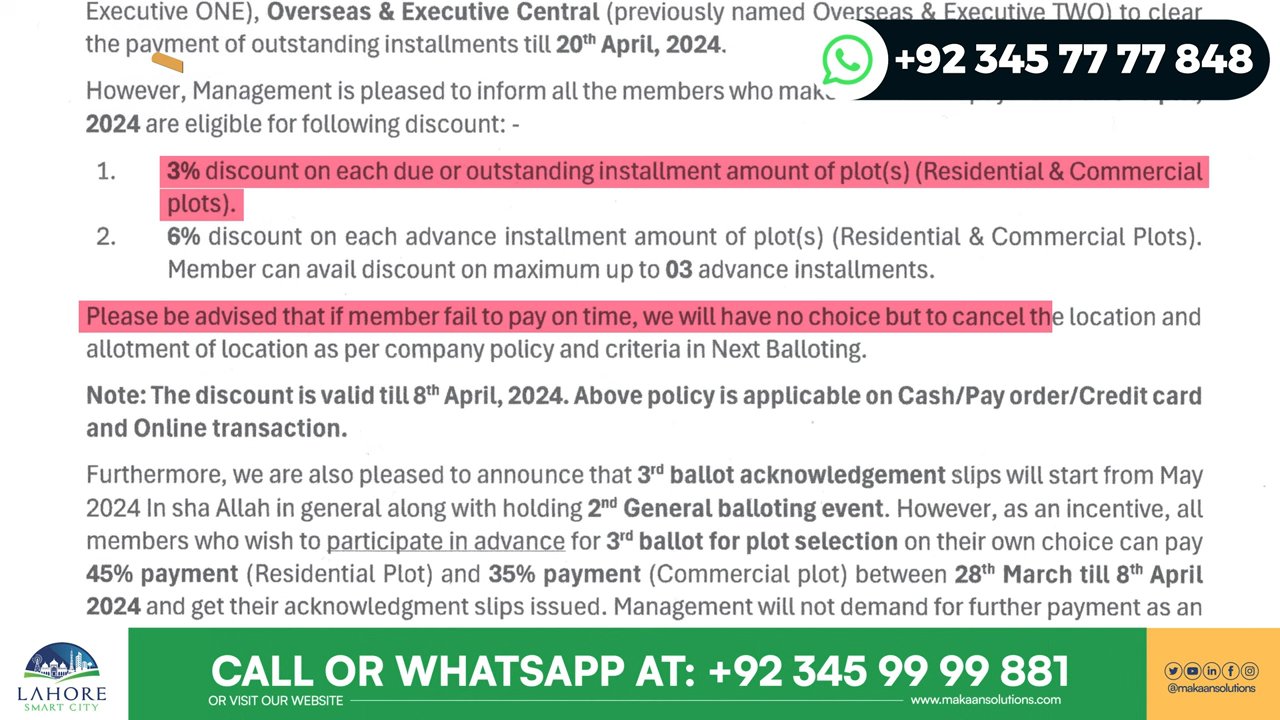 Executive ONE), Overseas & Executive Central (previously named Overseas & Executive TWO) to clear
the payment of outstanding installments till 20th April, 2024.
+92 345 77 77 848
However, Management is pleased to inform all the members who make
2024 are eligible for following discount: -
1. 3% discount on each due or outstanding installment amount of plot(s) (Residential & Commercial
plots).
2. 6% discount on each advance installment amount of plot(s) (Residential & Commercial Plots).
Member can avail discount on maximum up to 03 advance installments.
Please be advised that if member fail to pay on time, we will have no choice but to cancel the location and
allotment of location as per company policy and criteria in Next Balloting.
Note: The discount is valid till 8th April, 2024. Above policy is applicable on Cash/Pay order/Credit card
and Online transaction.
Furthermore, we are also pleased to announce that 3rd ballot acknowledgement slips will start from May
2024 In sha Allah in general along with holding 2nd General balloting event. However, as an incentive, all
members who wish to participate in advance for 3rd ballot for plot selection on their own choice can pay
45% payment (Residential Plot) and 35% payment (Commercial plot) between 28th March till 8th April
2024 and get their acknowledgment slips issued. Management will not demand for further payment as an
LAHORE
SMART CITY
CALL OR WHATSAPP AT: +92 345 99 99 881
OR VISIT OUR WEBSITE www.makaansolutions.com
@makaansolutions